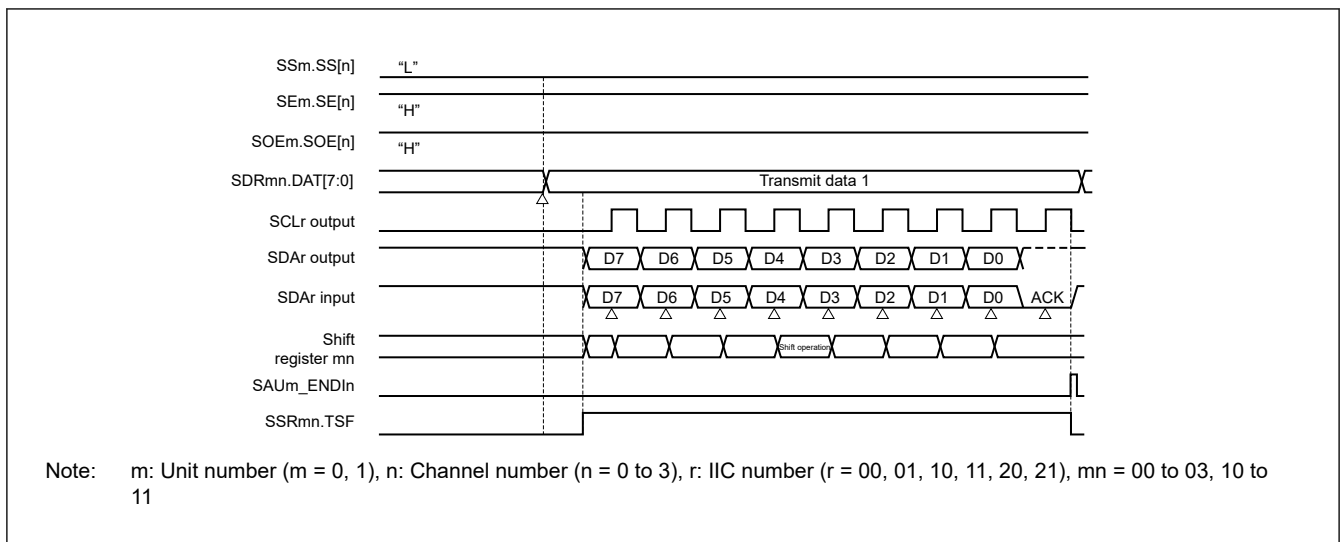 SSm.SS[n] “L”
SEm.SE[n] “H”
SOEm.SOE[n] “H”
SDRmn.DAT[7:0] Transmit data 1
SCLr output
SDAr output D7 D6 D5 D4 D3 D2 D1 D0
SDAr input D7 D6 D5 D4 D3 D2 D1 D0 ACK
Shift
register mn Shift operation
SAUm_ENDIn
SSRmn.TSF
Note: m: Unit number (m = 0, 1), n: Channel number (n = 0 to 3), r: IIC number (r = 00, 01, 10, 11, 20, 21), mn = 00 to 03, 10 to
11